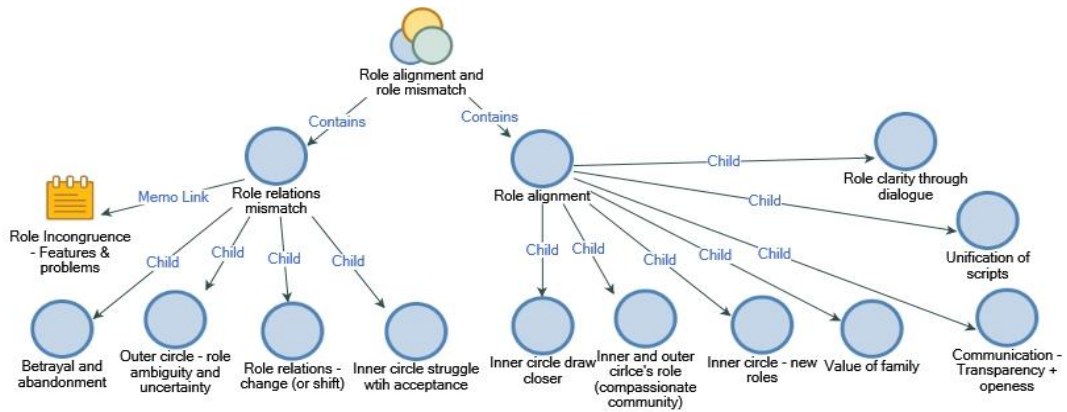 Role alignment and
role mismatch
Contains
Contains
Role relations
mismatch
Role alignment
Memo Link
Role Incongruence
- Features &
problems
Child
Child
Child
Child
Betrayal and
abandonment
Outer circle - role
ambiguity and
uncertainty
Role relations -
change (or shift)
Inner circle struggle
wtih acceptance
Child
Role clarity through
dialogue
Child
Unification of
scripts
Child
Child
Child
Child
Child
Inner circle draw
closer
Inner and outer
cirlce's role
(compassionate
community)
Inner circle - new
roles
Value of family
Communication -
Transparency +
openess